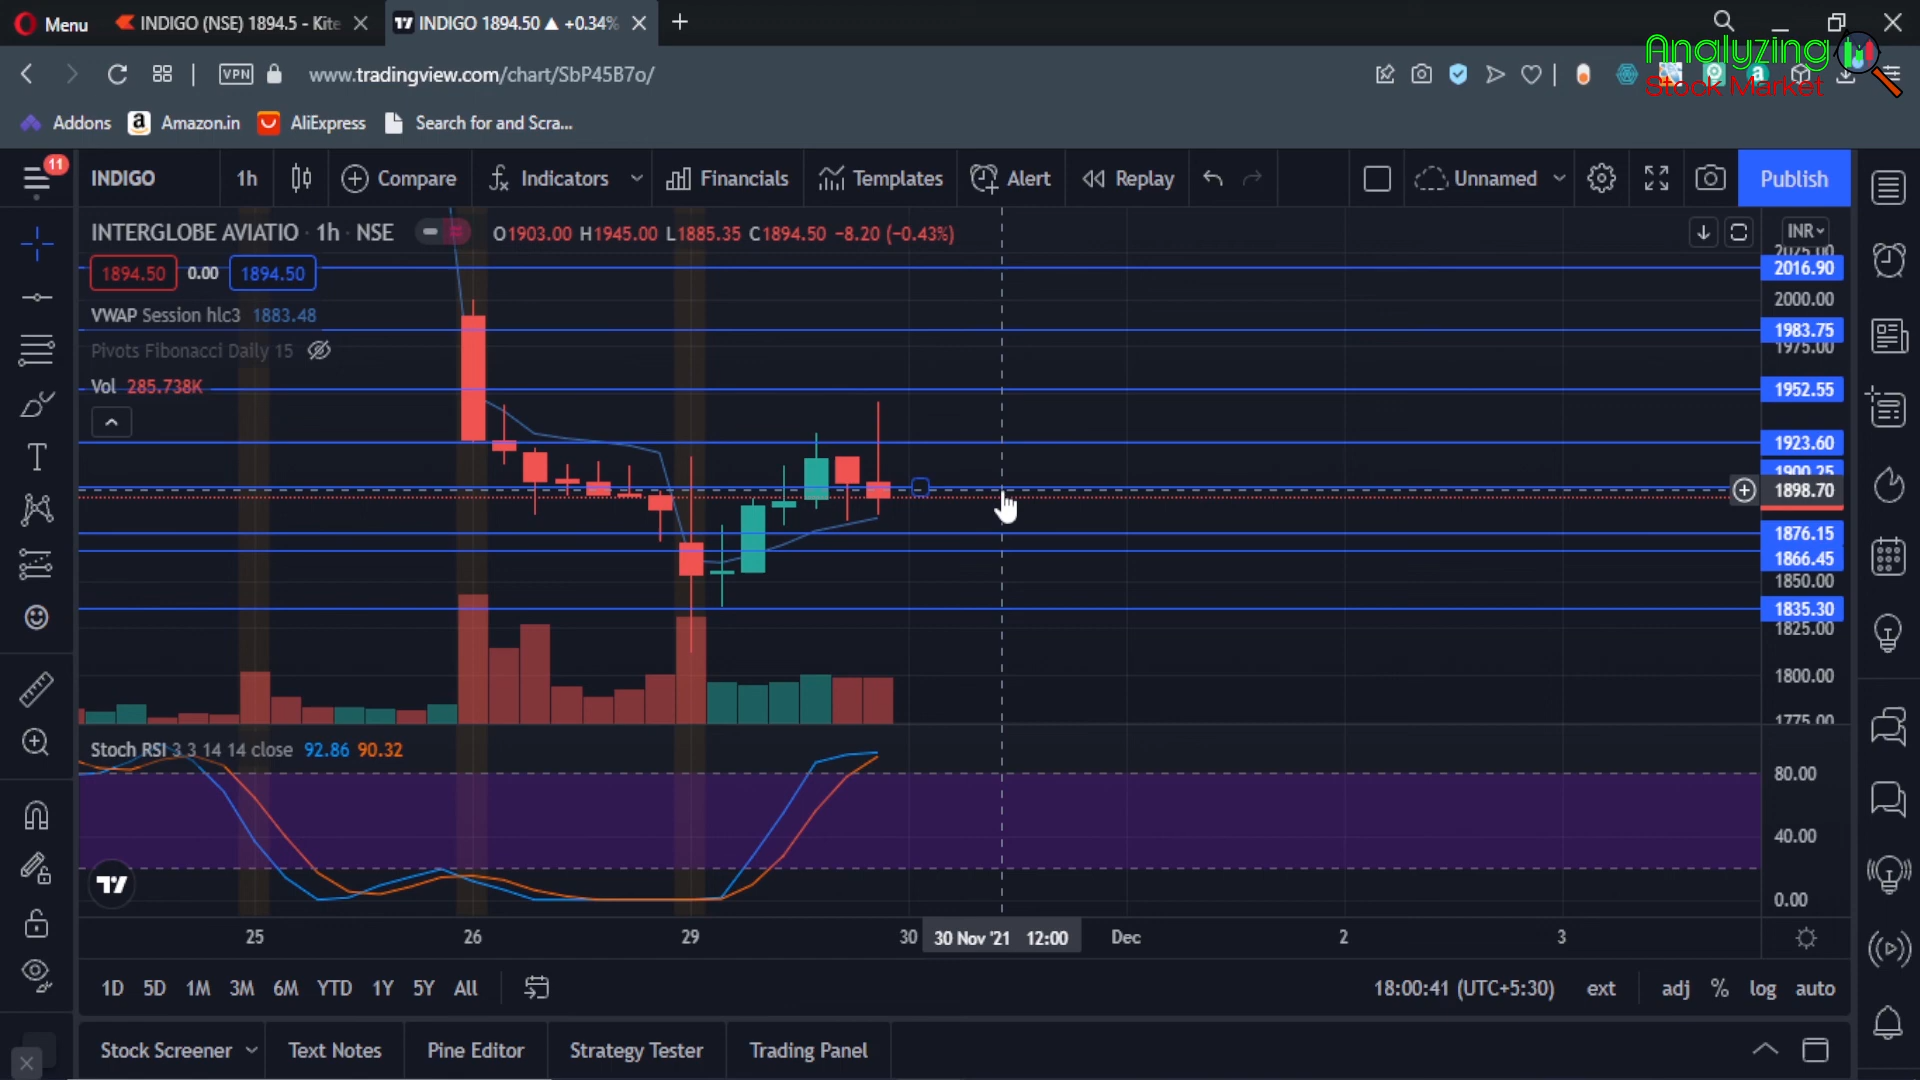 Menu
INDIGO (NSE) 1894.5 - Kite
INDIGO 1894.50 ▲ +0.34%
Analyzing
Stock Market
VPN
www.tradingview.com/chart/SbP45B7o/
Addons
Amazon.in
AliExpress
Search for and Scra...
11
INDIGO
1h
Compare
Indicators
Financials
Templates
Alert
Replay
Unnamed
Publish
INTERGLOBE AVIATIO · 1h · NSE
O1903.00 H1945.00 L1885.35 C1894.50 −8.20 (−0.43%)
INR
1894.50 0.00 1894.50
VWAP Session hlc3 1883.48
Pivots Fibonacci Daily 15
Vol 285.738K
2025.00
2016.90
2000.00
1983.75
1975.00
1952.55
1923.60
1900.25
1898.70
1876.15
1866.45
1850.00
1835.30
1825.00
1800.00
1775.00
Stoch RSI 3 3 14 14 close 92.86 90.32
80.00
40.00
0.00
25
26
29
30
30 Nov '21 12:00
Dec
2
3
1D 5D 1M 3M 6M YTD 1Y 5Y All
18:00:41 (UTC+5:30)
ext
adj
%
log
auto
Stock Screener
Text Notes
Pine Editor
Strategy Tester
Trading Panel